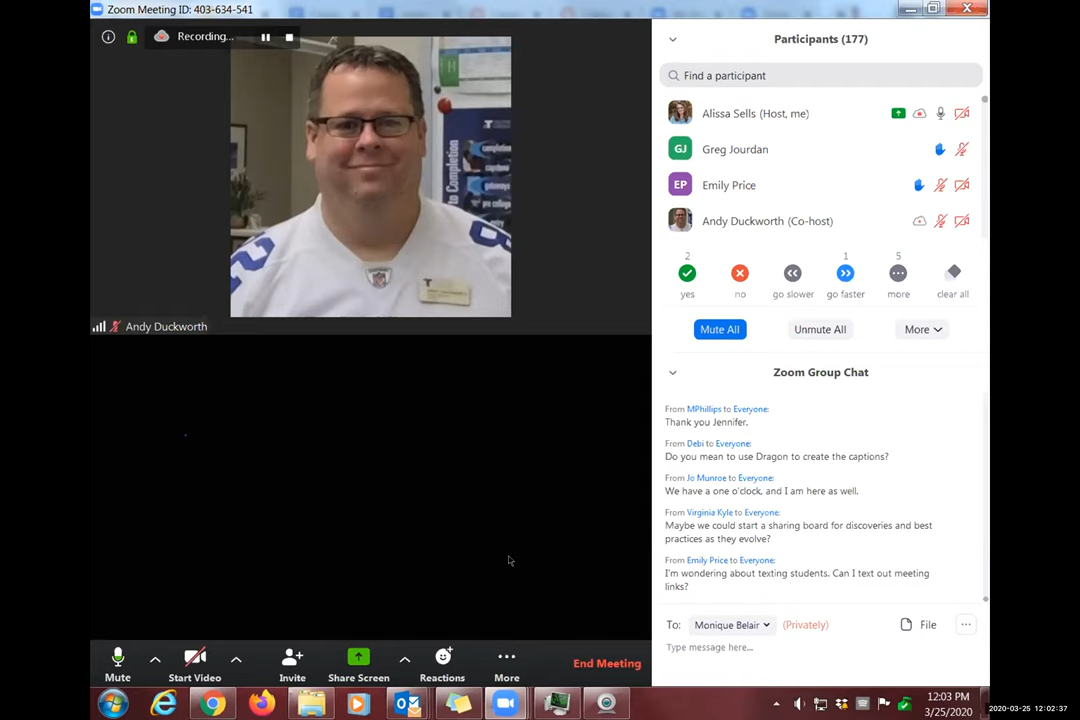 Zoom Meeting ID: 403-634-541
Recording...
to Completion
Andy Duckworth
Participants (177)
Find a participant
Alissa Sells (Host, me)
GJ Greg Jourdan
EP Emily Price
Andy Duckworth (Co-host)
2 1 5
yes no go slower go faster more clear all
Mute All Unmute All More
Zoom Group Chat
From MPhillips to Everyone:
Thank you Jennifer.
From Debi to Everyone:
Do you mean to use Dragon to create the captions?
From Jo Munroe to Everyone:
We have a one o'clock, and I am here as well.
From Virginia Kyle to Everyone:
Maybe we could start a sharing board for discoveries and best
practices as they evolve?
From Emily Price to Everyone:
I'm wondering about texting students. Can I text out meeting
links?
To: Monique Belair (Privately) File ...
Type message here...
Mute Start Video Invite Share Screen Reactions More End Meeting
12:03 PM
3/25/2020
2020-03-25 12:02:37